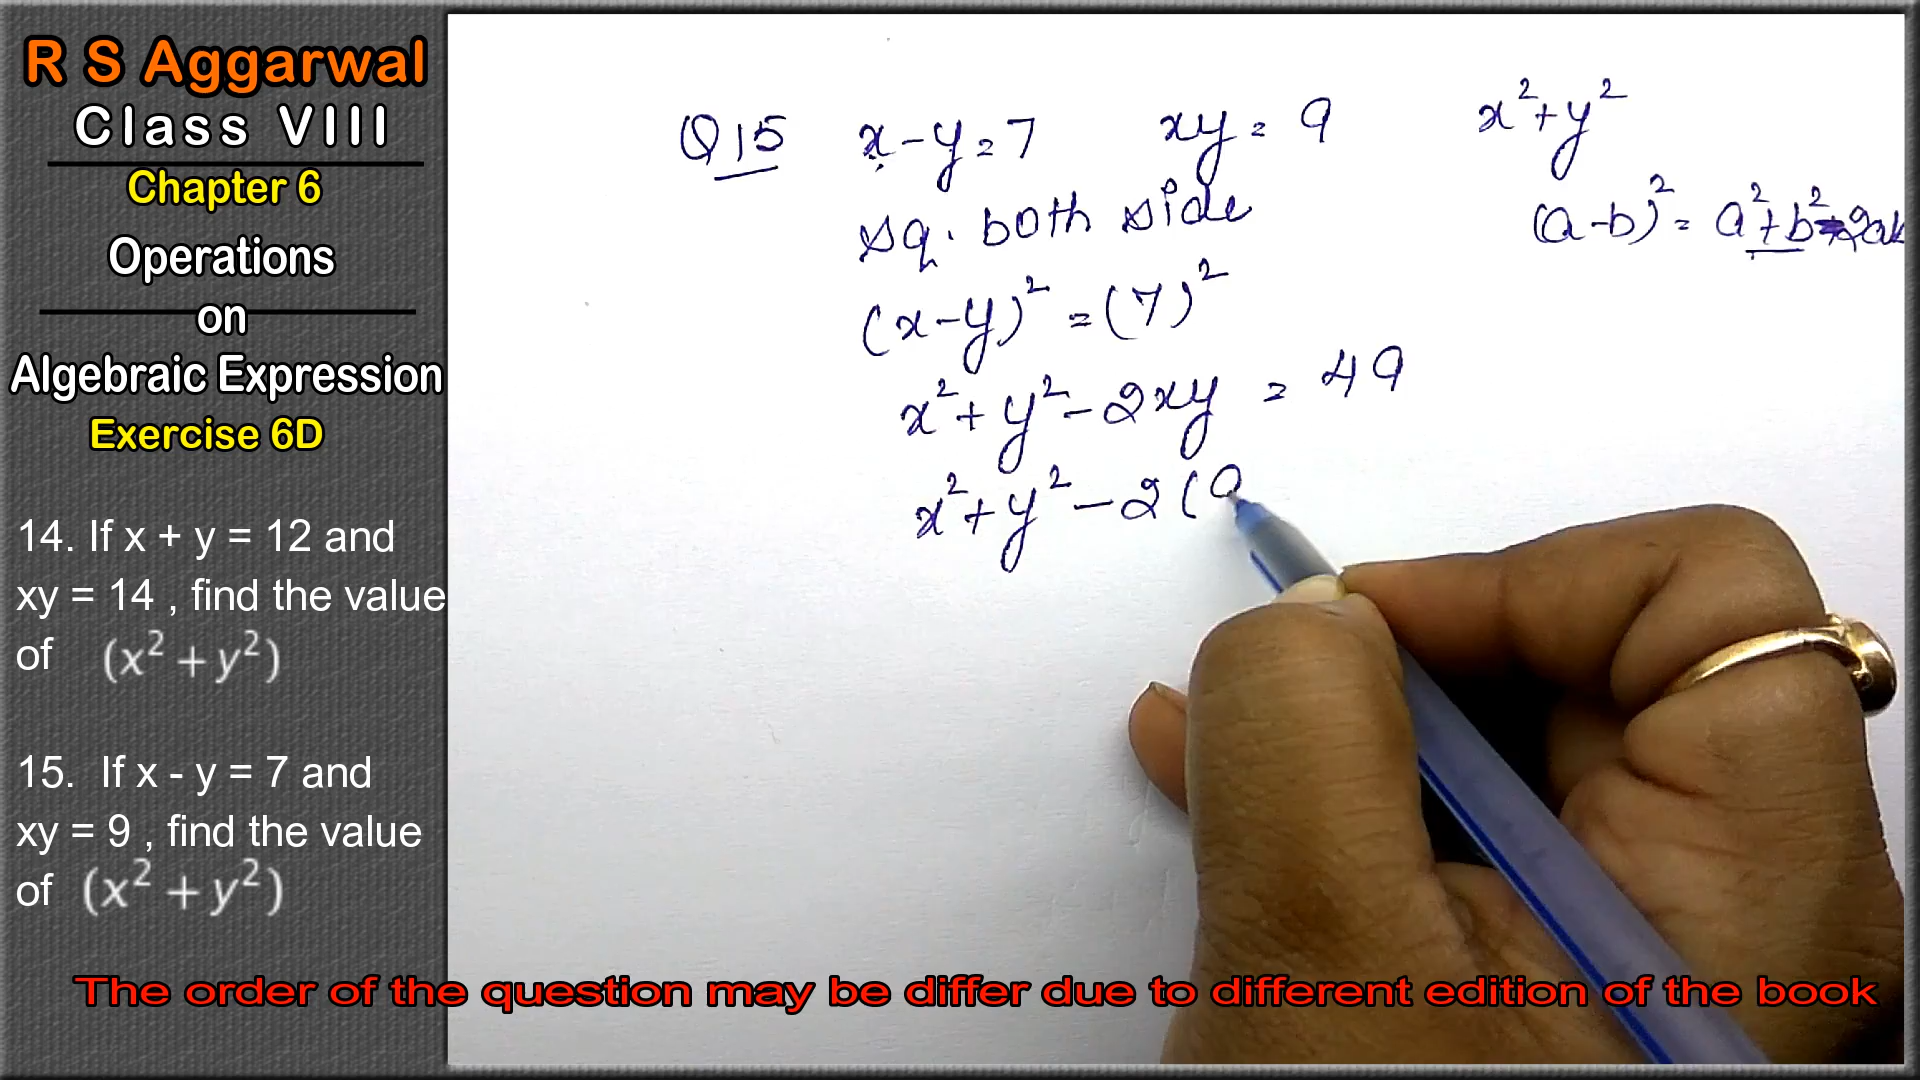 R S Aggarwal
Class VIII
Chapter 6
Operations
on
Algebraic Expression
Exercise 6D
14. If x + y = 12 and
xy = 14 , find the value
of (x² + y²)
15. If x - y = 7 and
xy = 9 , find the value
of (x² + y²)
Q15 x - y = 7 xy = 9 x² + y²
sq. both side
(a - b)² = a² + b² - 2ab
(x - y)² = (7)²
x² + y² - 2xy = 49
x² + y² - 2 (9
The order of the question may be differ due to different edition of the book